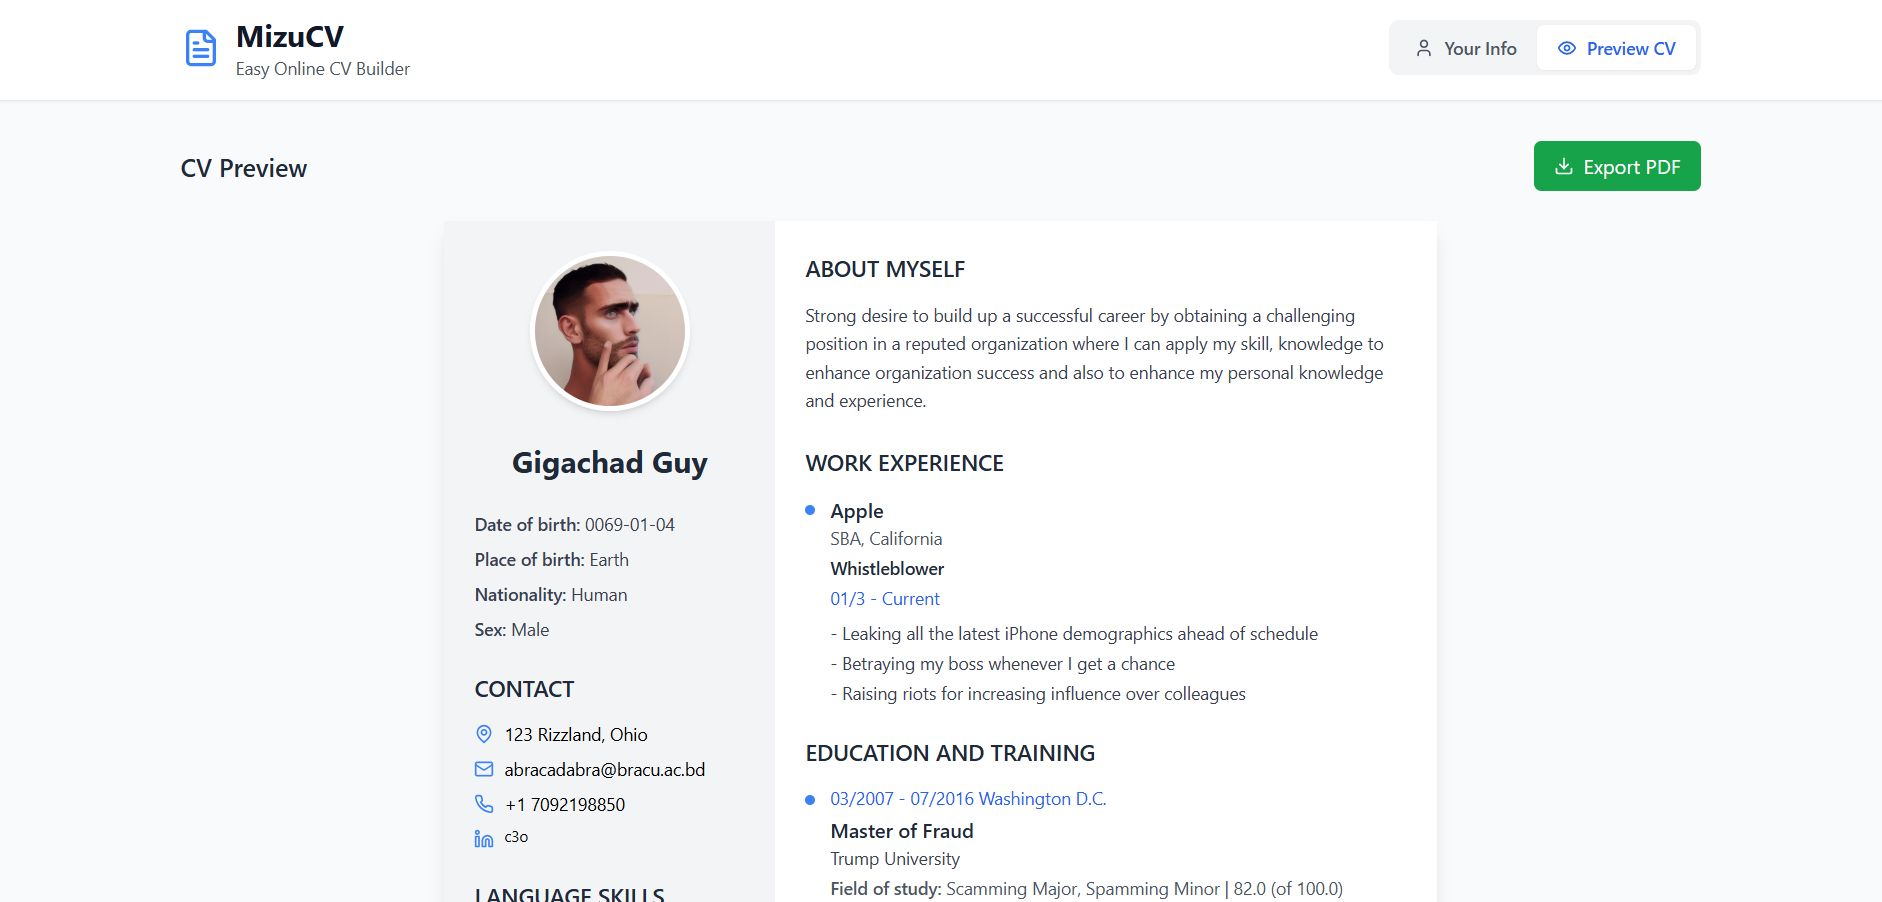 MizuCV
Easy Online CV Builder
Your Info
Preview CV
CV Preview
Export PDF
Gigachad Guy
Date of birth: 0069-01-04
Place of birth: Earth
Nationality: Human
Sex: Male
CONTACT
123 Rizzland, Ohio
abracadabra@bracu.ac.bd
+1 7092198850
c3o
LANGUAGE SKILLS
ABOUT MYSELF
Strong desire to build up a successful career by obtaining a challenging
position in a reputed organization where I can apply my skill, knowledge to
enhance organization success and also to enhance my personal knowledge
and experience.
WORK EXPERIENCE
Apple
SBA, California
Whistleblower
01/3 - Current
- Leaking all the latest iPhone demographics ahead of schedule
- Betraying my boss whenever I get a chance
- Raising riots for increasing influence over colleagues
EDUCATION AND TRAINING
03/2007 - 07/2016 Washington D.C.
Master of Fraud
Trump University
Field of study: Scamming Major, Spamming Minor | 82.0 (of 100.0)